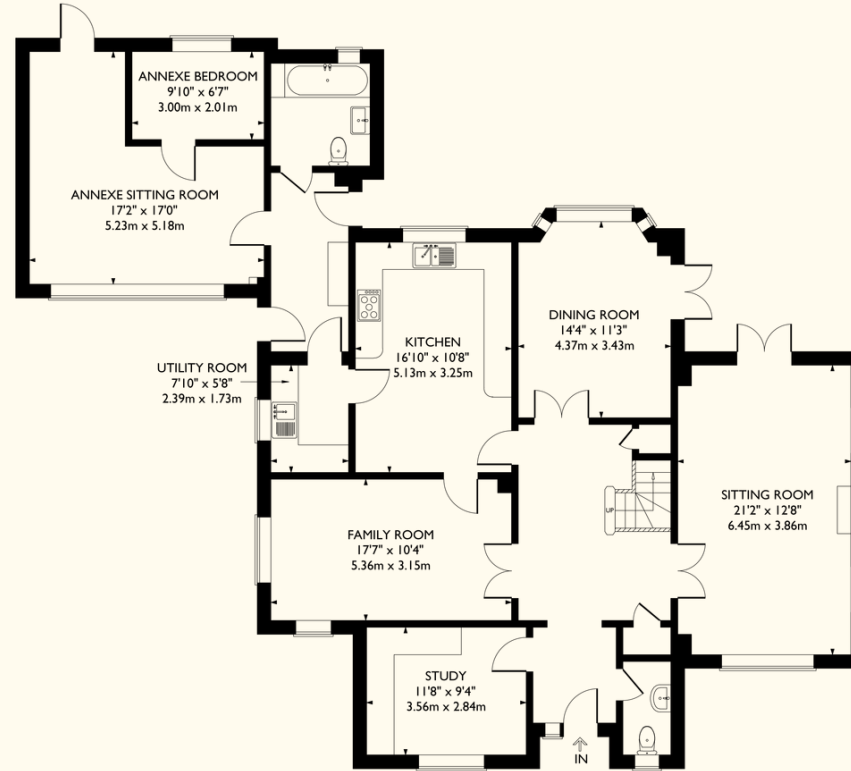 ANNEXE BEDROOM
9'10" x 6'7"
3.00m x 2.01m
ANNEXE SITTING ROOM
17'2" x 17'0"
5.23m x 5.18m
DINING ROOM
14'4" x 11'3"
4.37m x 3.43m
KITCHEN
16'10" x 10'8"
5.13m x 3.25m
UTILITY ROOM
7'10" x 5'8"
2.39m x 1.73m
SITTING ROOM
21'2" x 12'8"
6.45m x 3.86m
UP
FAMILY ROOM
17'7" x 10'4"
5.36m x 3.15m
STUDY
11'8" x 9'4"
3.56m x 2.84m
IN